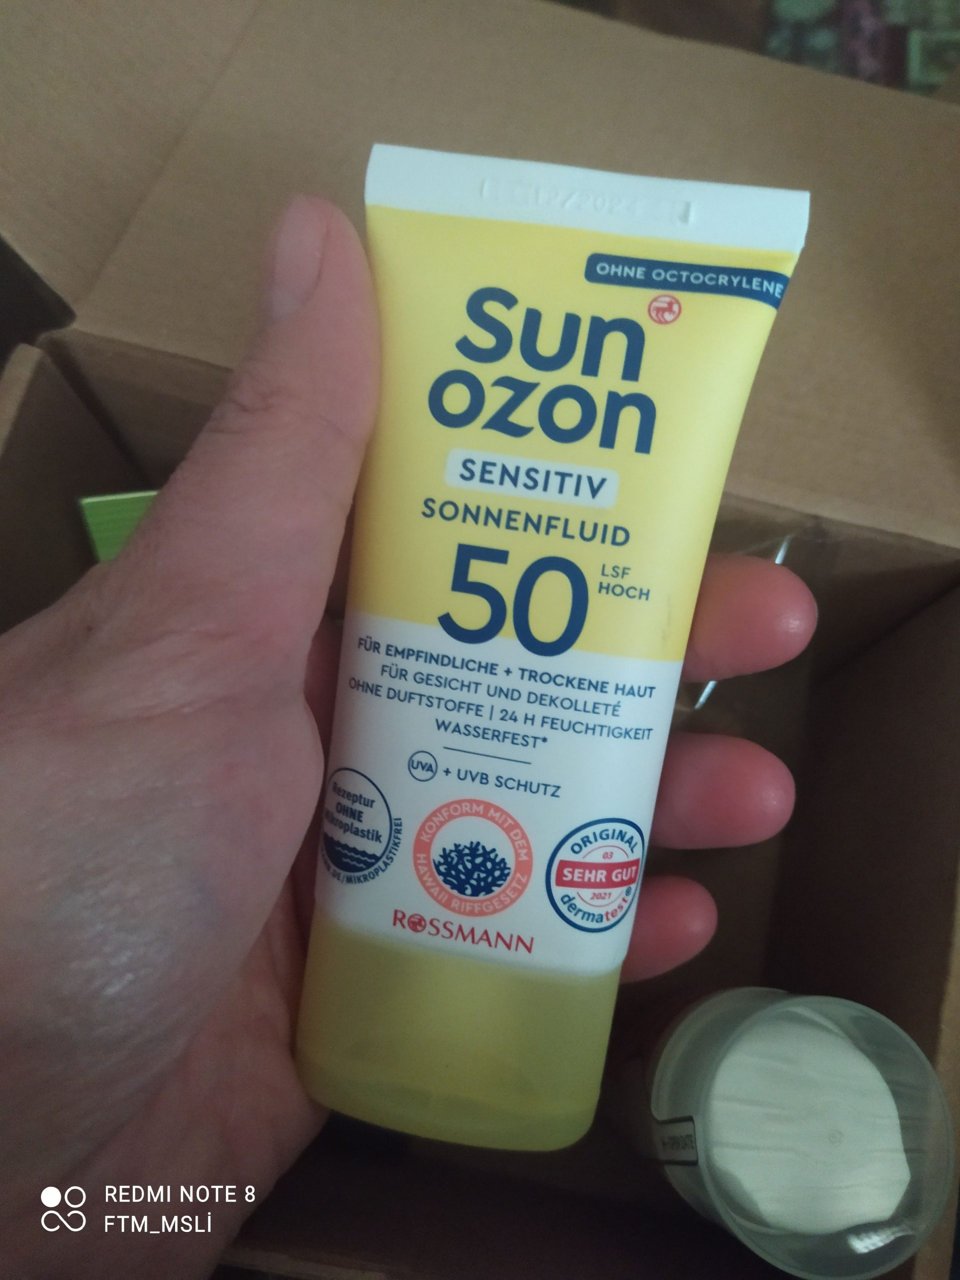 OHNE OCTOCRYLENE
Sun
ozon
SENSITIV
SONNENFLUID
50 LSF
HOCH
FÜR EMPFINDLICHE + TROCKENE HAUT
FÜR GESICHT UND DEKOLLETÉ
OHNE DUFTSTOFFE | 24 H FEUCHTIGKEIT
WASSERFEST*
UVA + UVB SCHUTZ
Rezeptur
OHNE
Mikroplastik
/MIKROPLASTIKFREI
KONFORM MIT DEM
HAWAII RIFFGESETZ
ORIGINAL
03
SEHR GUT
2021
dermatest®
ROSSMANN
REDMI NOTE 8
FTM_MSLİ